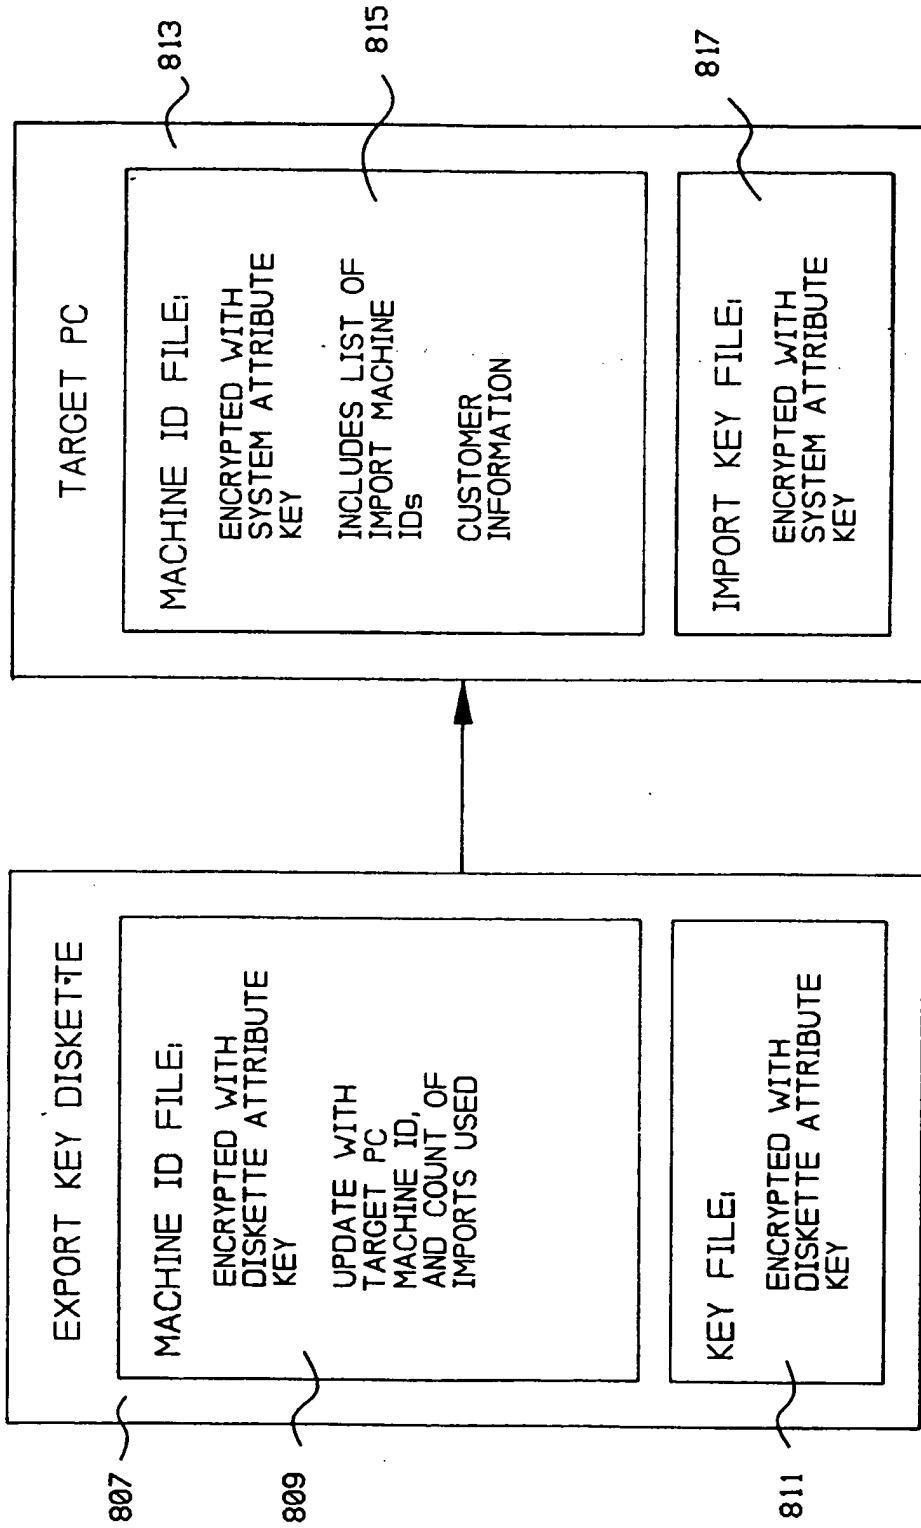 EXPORT KEY DISKETTE
807
MACHINE ID FILE:
ENCRYPTED WITH
DISKETTE ATTRIBUTE
KEY
UPDATE WITH
TARGET PC
MACHINE ID,
AND COUNT OF
IMPORTS USED
809
KEY FILE:
ENCRYPTED WITH
DISKETTE ATTRIBUTE
KEY
811
TARGET PC
813
MACHINE ID FILE:
ENCRYPTED WITH
SYSTEM ATTRIBUTE
KEY
INCLUDES LIST OF
IMPORT MACHINE
IDs
CUSTOMER
INFORMATION
815
IMPORT KEY FILE:
ENCRYPTED WITH
SYSTEM ATTRIBUTE
KEY
817